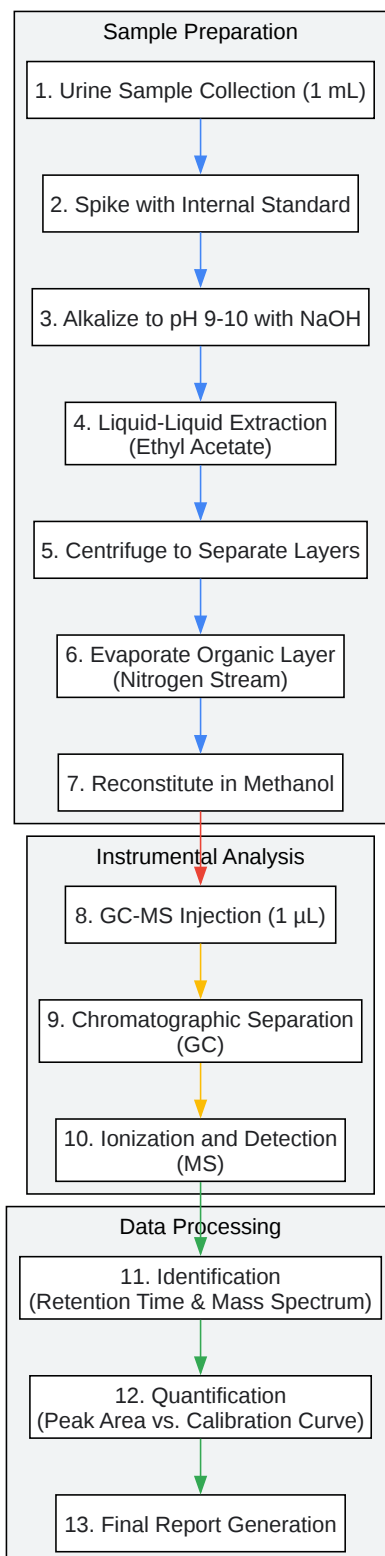 Sample Preparation
1. Urine Sample Collection (1 mL)
2. Spike with Internal Standard
3. Alkalize to pH 9-10 with NaOH
4. Liquid-Liquid Extraction
(Ethyl Acetate)
5. Centrifuge to Separate Layers
6. Evaporate Organic Layer
(Nitrogen Stream)
7. Reconstitute in Methanol
Instrumental Analysis
8. GC-MS Injection (1 µL)
9. Chromatographic Separation
(GC)
10. Ionization and Detection
(MS)
Data Processing
11. Identification
(Retention Time & Mass Spectrum)
12. Quantification
(Peak Area vs. Calibration Curve)
13. Final Report Generation